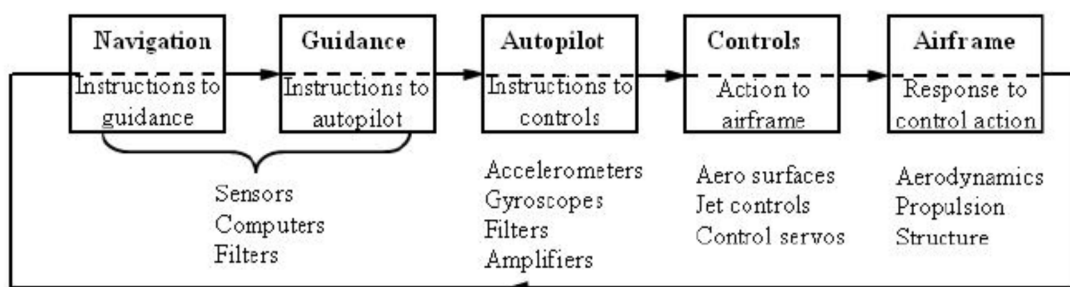 Navigation
Instructions to
guidance
Guidance
Instructions to
autopilot
Autopilot
Instructions to
controls
Controls
Action to
airframe
Airframe
Response to
control action
Sensors
Computers
Filters
Accelerometers
Gyroscopes
Filters
Amplifiers
Aero surfaces
Jet controls
Control servos
Aerodynamics
Propulsion
Structure